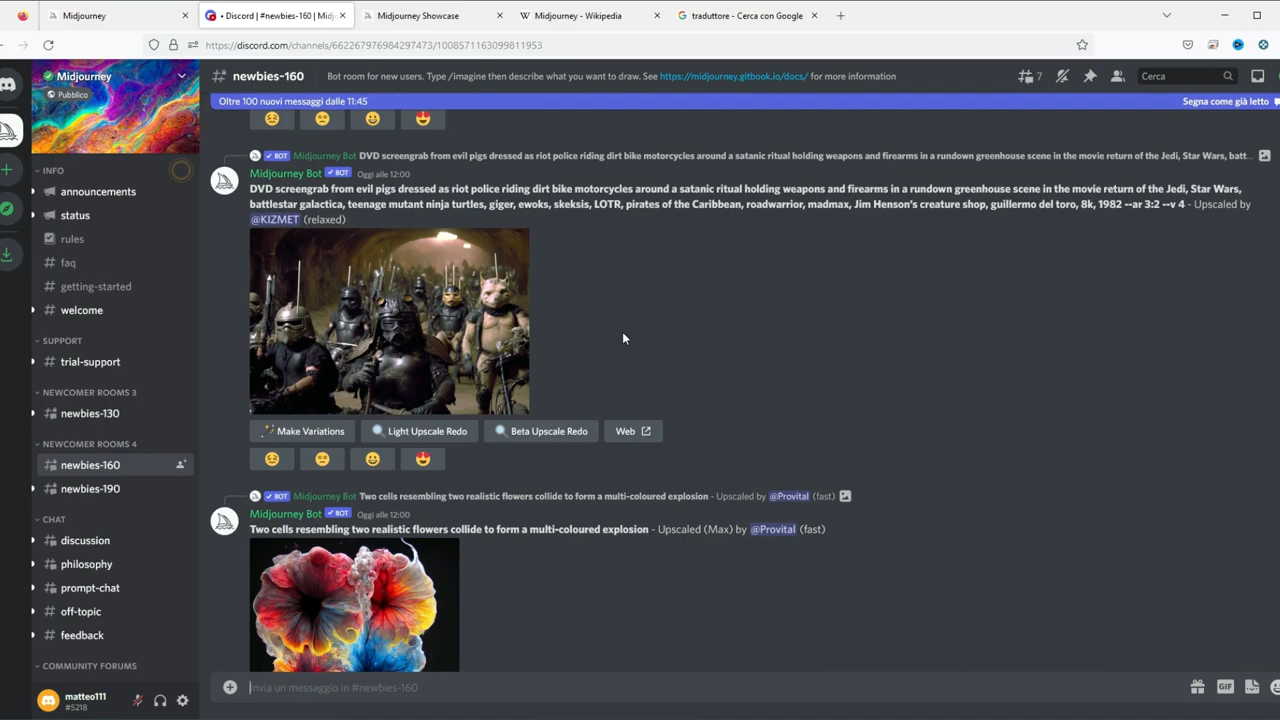 Midjourney
• Discord | #newbies-160 | Midj
Midjourney Showcase
Midjourney - Wikipedia
traduttore - Cerca con Google
https://discord.com/channels/662267976984297473/1008571163099811953
Midjourney
Pubblico
newbies-160
Bot room for new users. Type /imagine then describe what you want to draw. See https://midjourney.gitbook.io/docs/ for more information
7
Cerca
Oltre 100 nuovi messaggi dalle 11:45
Segna come già letto
INFO
announcements
status
rules
faq
getting-started
welcome
SUPPORT
trial-support
NEWCOMER ROOMS 3
newbies-130
NEWCOMER ROOMS 4
newbies-160
newbies-190
CHAT
discussion
philosophy
prompt-chat
off-topic
feedback
COMMUNITY FORUMS
matteo111
#5218
BOT Midjourney Bot DVD screengrab from evil pigs dressed as riot police riding dirt bike motorcycles around a satanic ritual holding weapons and firearms in a rundown greenhouse scene in the movie return of the Jedi, Star Wars, batt...
Midjourney Bot BOT Oggi alle 12:00
DVD screengrab from evil pigs dressed as riot police riding dirt bike motorcycles around a satanic ritual holding weapons and firearms in a rundown greenhouse scene in the movie return of the Jedi, Star Wars,
battlestar galactica, teenage mutant ninja turtles, giger, ewoks, skeksis, LOTR, pirates of the Caribbean, roadwarrior, madmax, Jim Henson's creature shop, guillermo del toro, 8k, 1982 --ar 3:2 --v 4 - Upscaled by
@KIZMET (relaxed)
Make Variations
Light Upscale Redo
Beta Upscale Redo
Web
BOT Midjourney Bot Two cells resembling two realistic flowers collide to form a multi-coloured explosion - Upscaled by @Provital (fast)
Midjourney Bot BOT Oggi alle 12:00
Two cells resembling two realistic flowers collide to form a multi-coloured explosion - Upscaled (Max) by @Provital (fast)
Invia un messaggio in #newbies-160
GIF